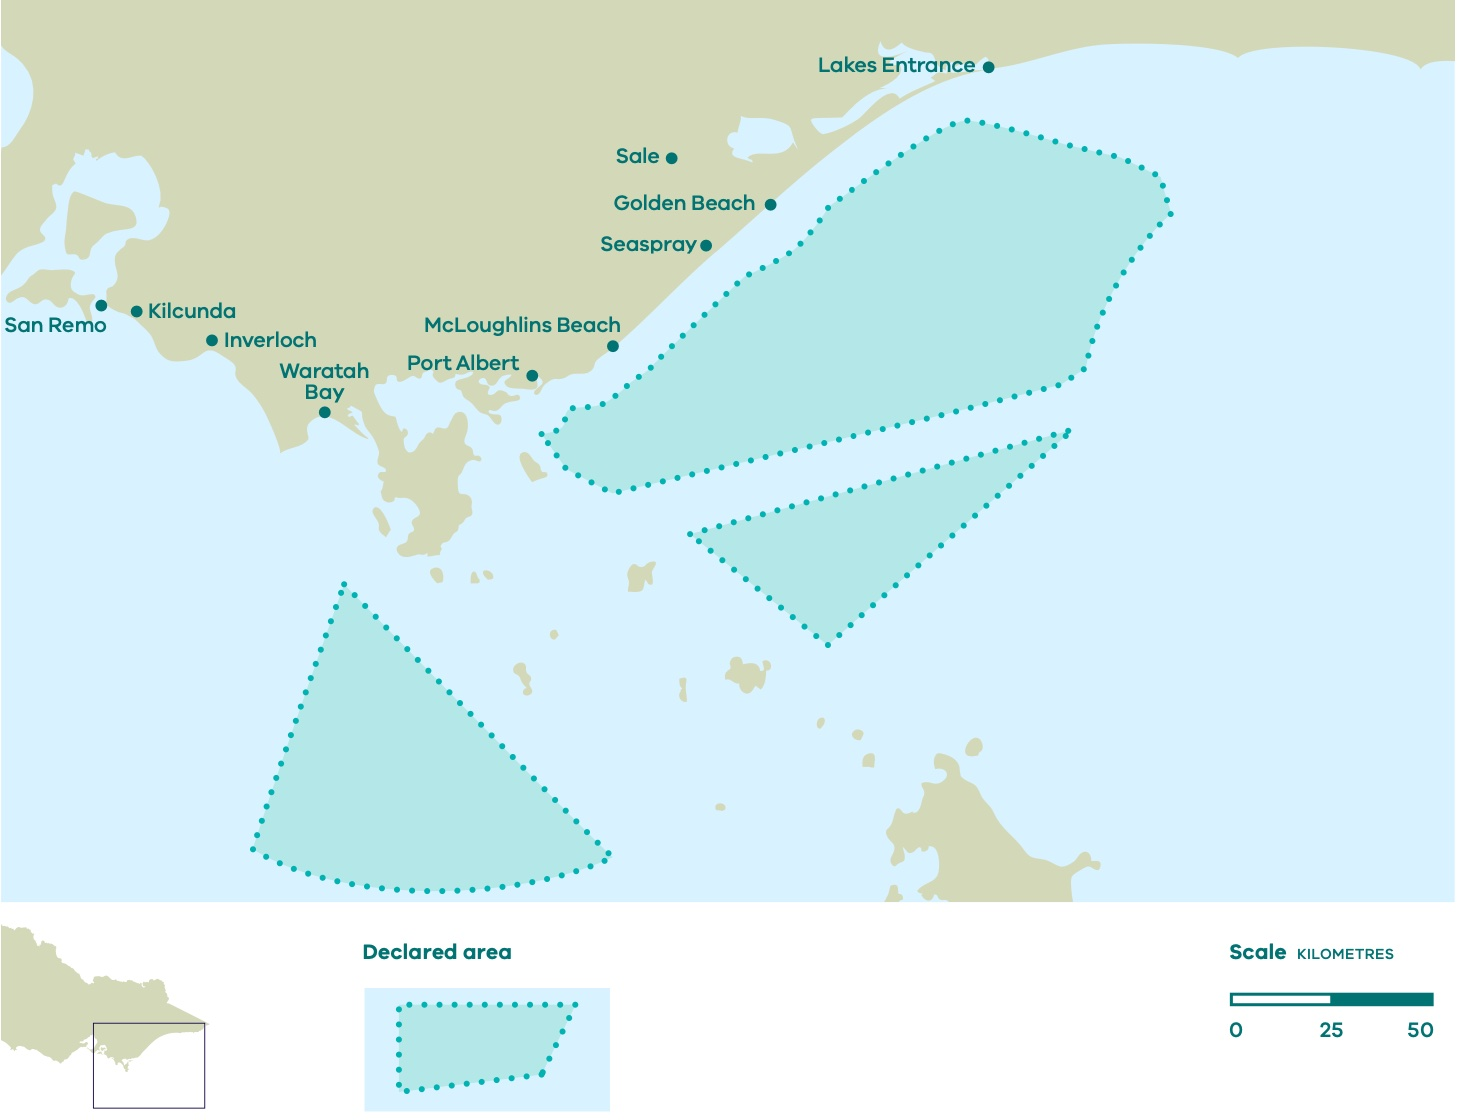 Lakes Entrance
Sale
Golden Beach
Seaspray
San Remo
Kilcunda
Inverloch
McLoughlins Beach
Port Albert
Waratah
Bay
Declared area
Scale KILOMETRES
0 25 50